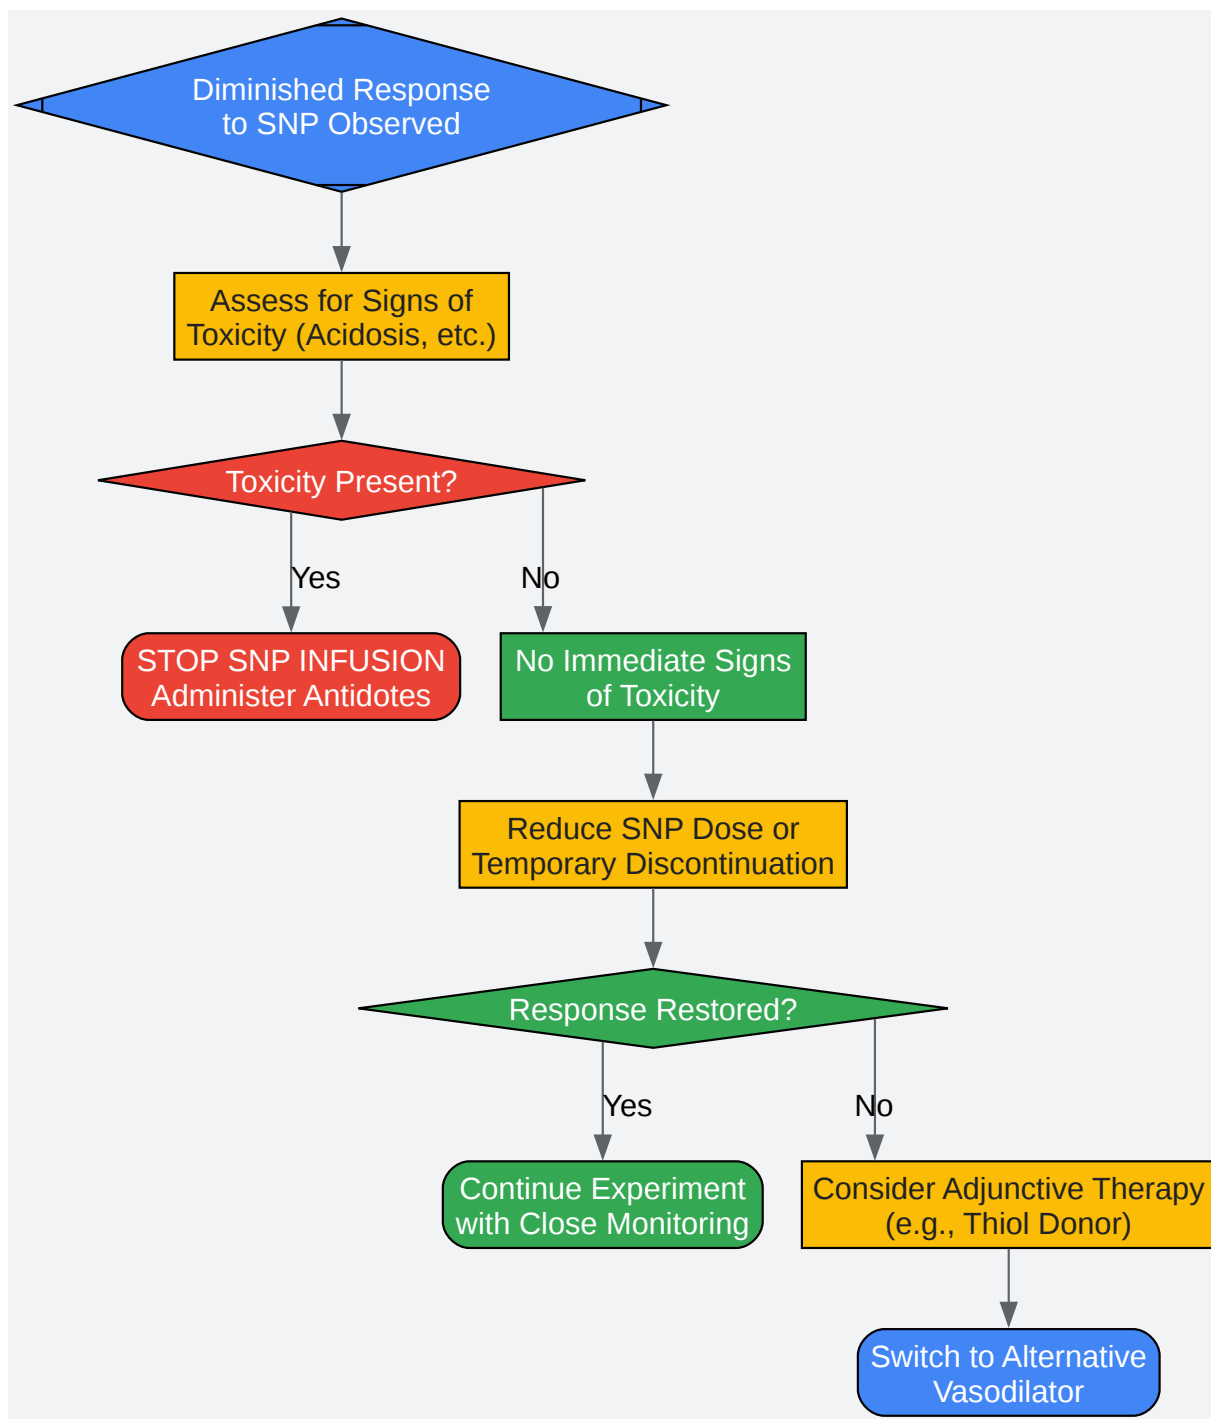 Diminished Response
to SNP Observed
Assess for Signs of
Toxicity (Acidosis, etc.)
Toxicity Present?
Yes
No
STOP SNP INFUSION
Administer Antidotes
No Immediate Signs
of Toxicity
Reduce SNP Dose or
Temporary Discontinuation
Response Restored?
Yes
No
Continue Experiment
with Close Monitoring
Consider Adjunctive Therapy
(e.g., Thiol Donor)
Switch to Alternative
Vasodilator